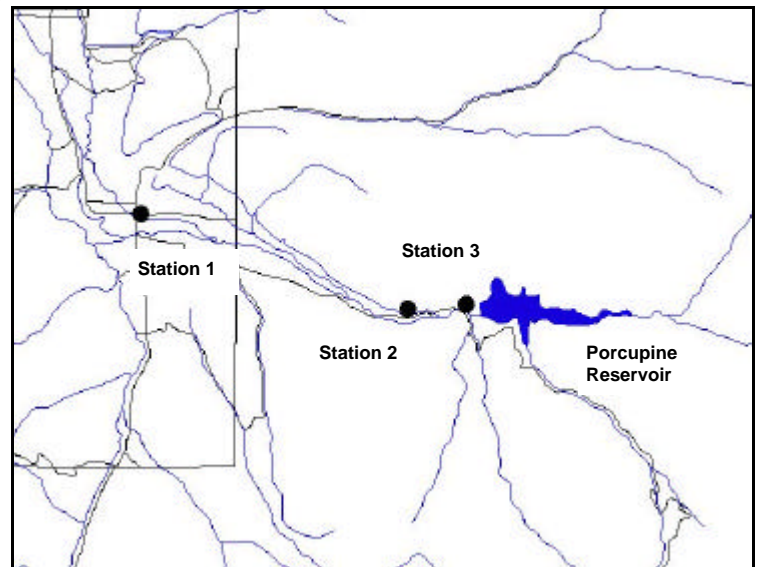 Station 3
Station 1
Station 2
Porcupine
Reservoir